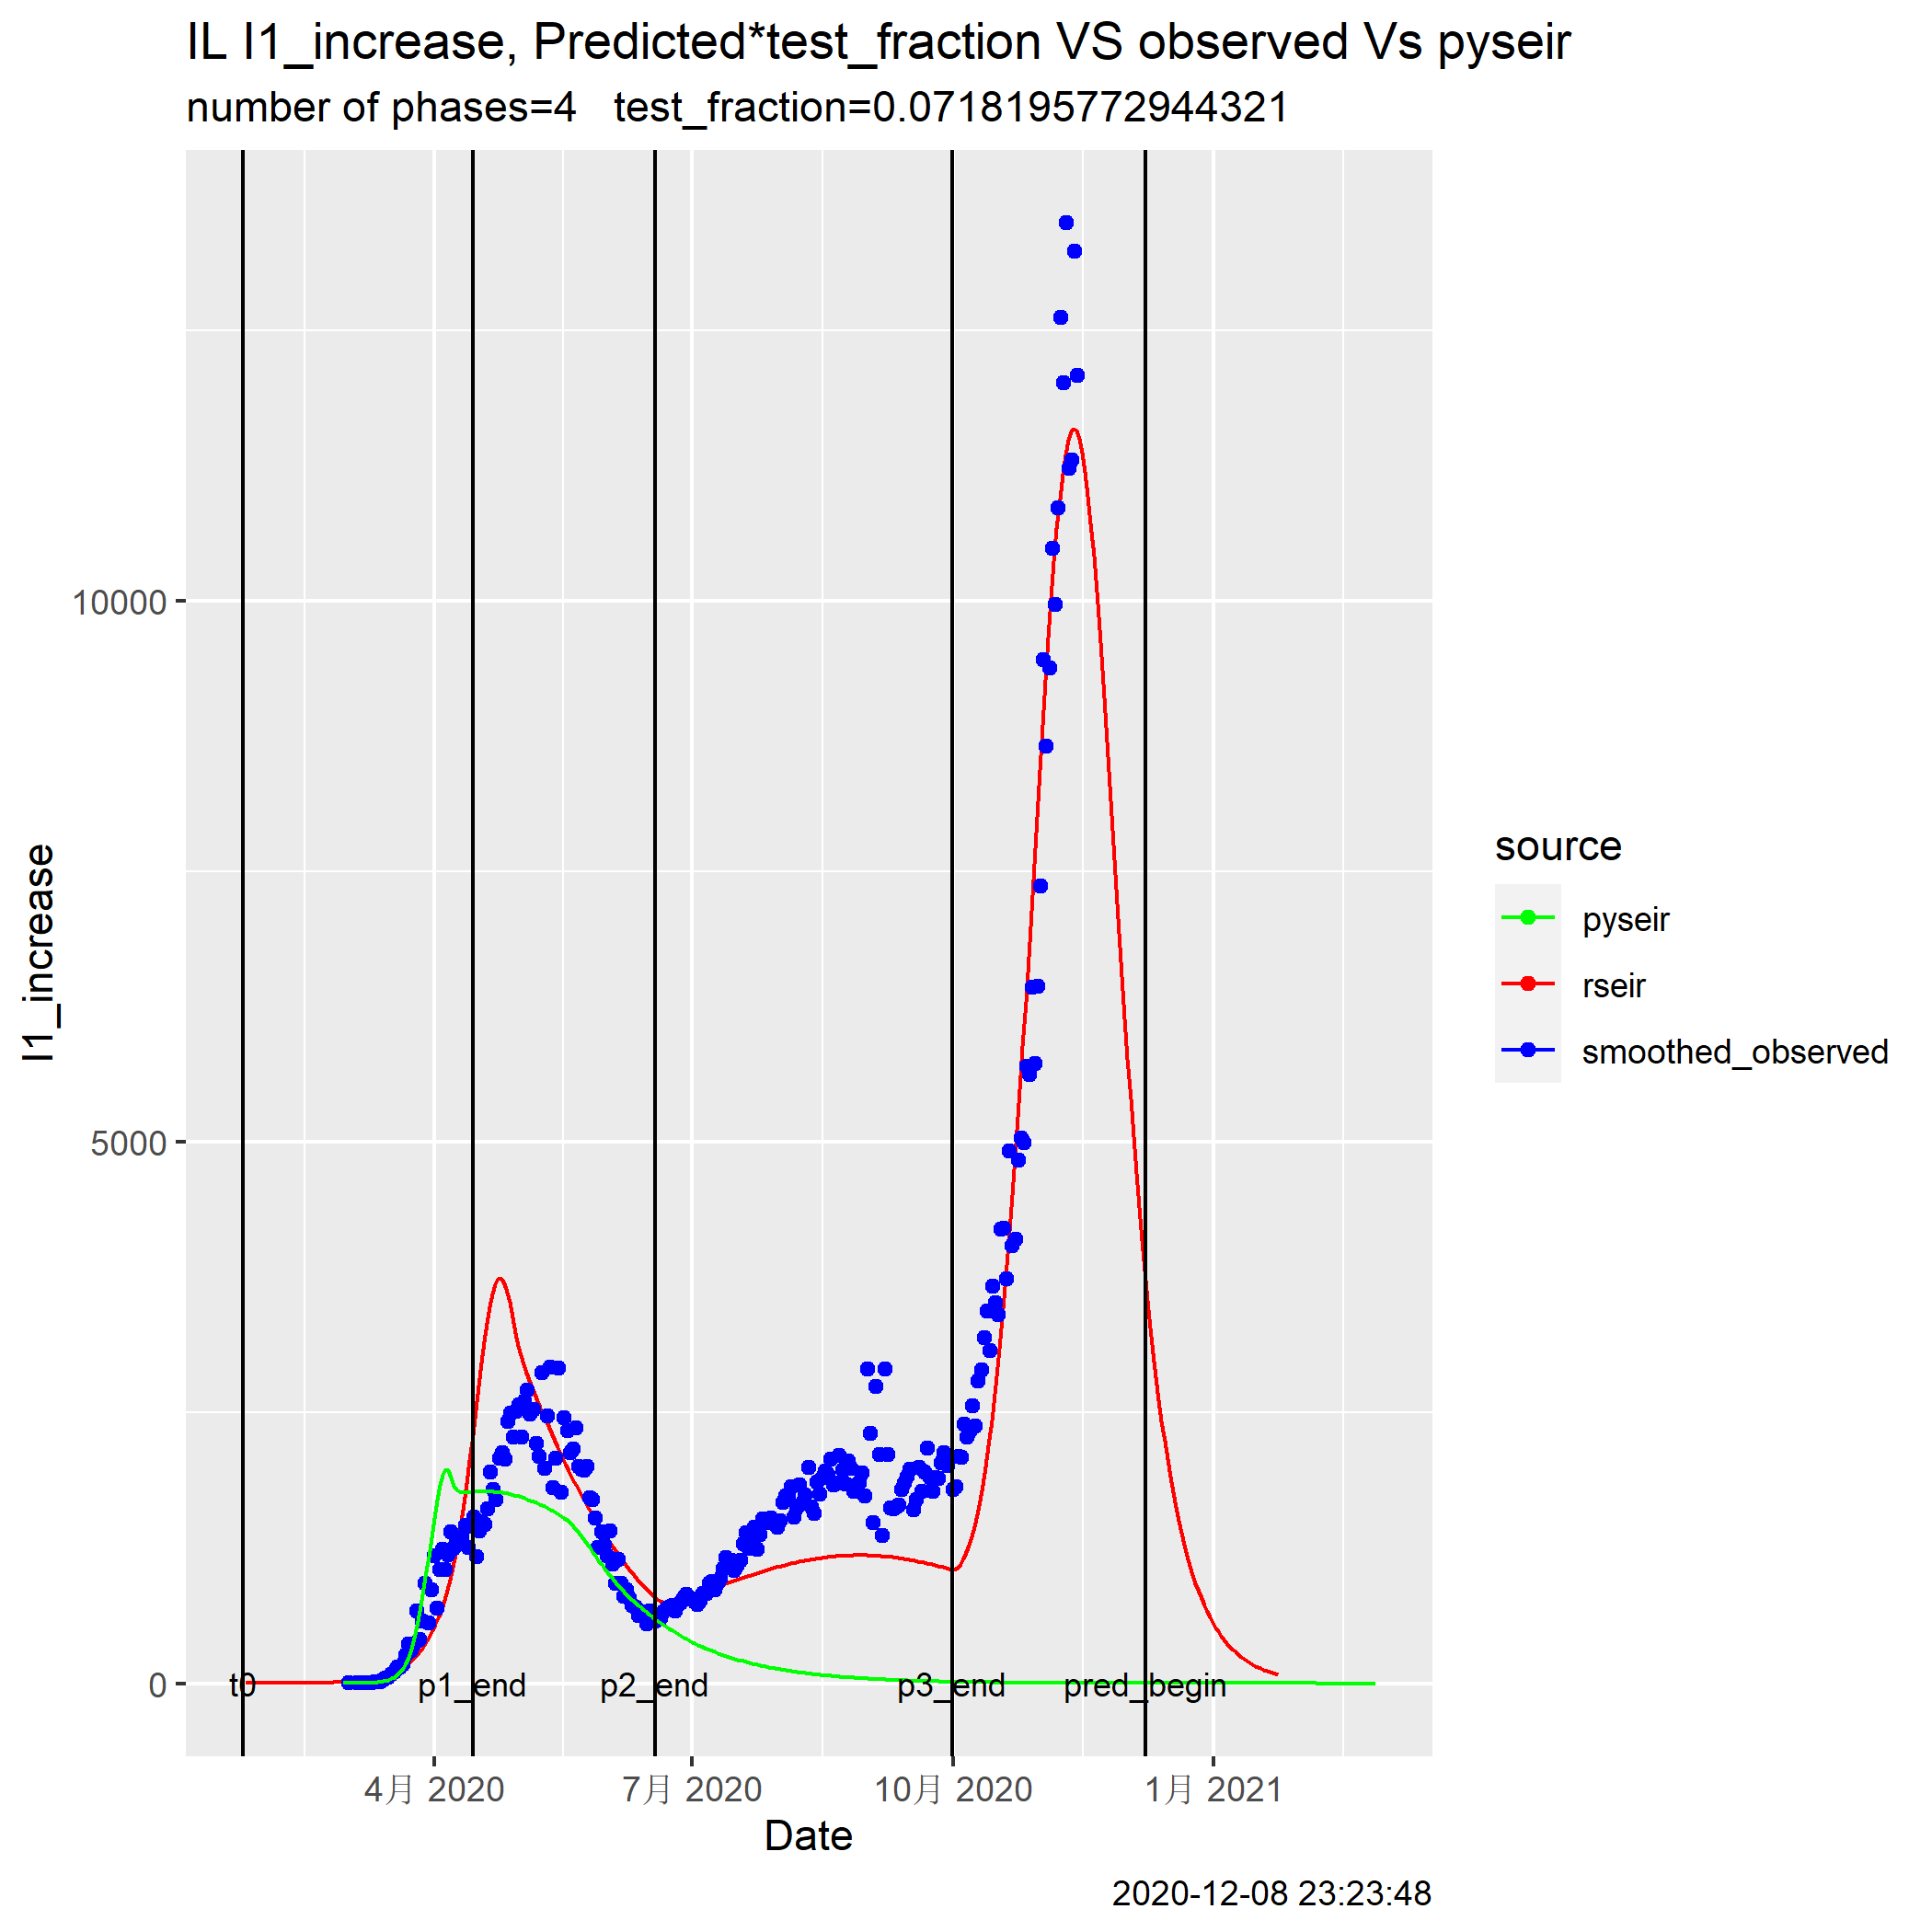 IL I1_increase, Predicted*test_fraction VS observed Vs pyseir
number of phases=4 test_fraction=0.0718195772944321
I1_increase
10000
5000
0
t0 p1_end p2_end p3_end pred_begin
4月 2020 7月 2020 10月 2020 1月 2021
Date
source
pyseir
rseir
smoothed_observed
2020-12-08 23:23:48